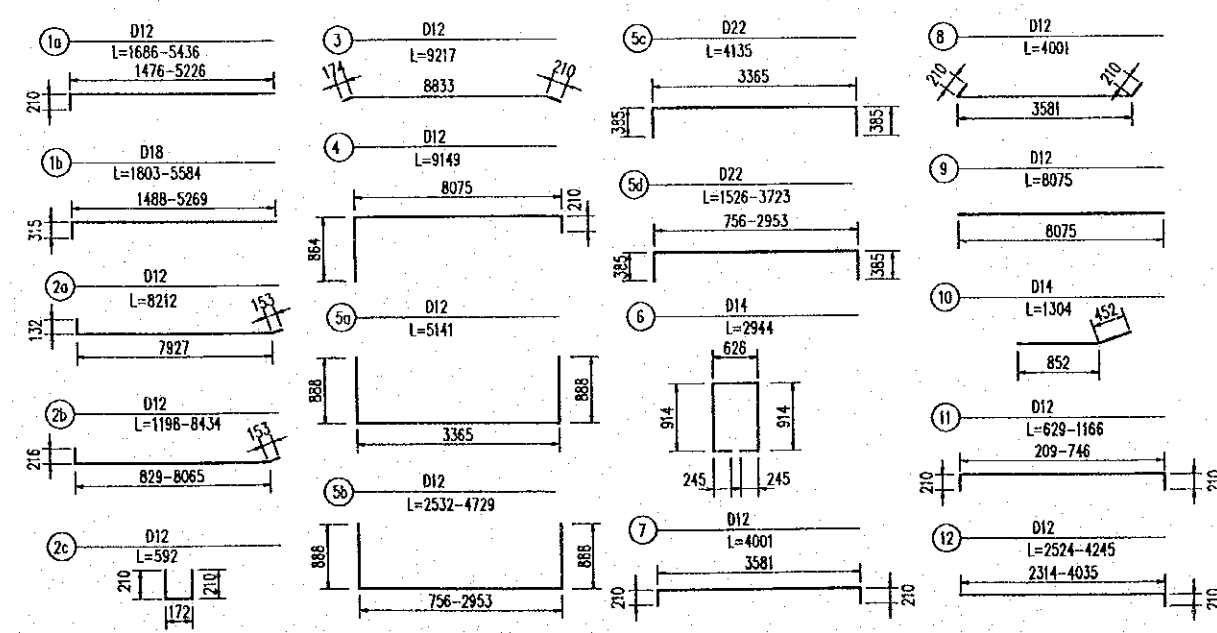 1a
D12
L=1686-5436
1476-5226
210
1b
D18
L=1803-5584
1488-5269
315
2a
D12
L=8212
153
132
7927
2b
D12
L=1198-8434
153
216
829-8065
2c
D12
L=592
210
210
172
3
D12
L=9217
174
210
8833
4
D12
L=9149
8075
210
864
5a
D12
L=5141
888
888
3365
5b
D12
L=2532-4729
888
888
756-2953
5c
D22
L=4135
3365
385
385
5d
D22
L=1526-3723
756-2953
385
385
6
D14
L=2944
626
914
914
245
245
7
D12
L=4001
3581
210
210
8
D12
L=4001
210
210
3581
9
D12
L=8075
8075
10
D14
L=1304
452
852
11
D12
L=629-1166
209-746
210
210
12
D12
L=2524-4245
2314-4035
210